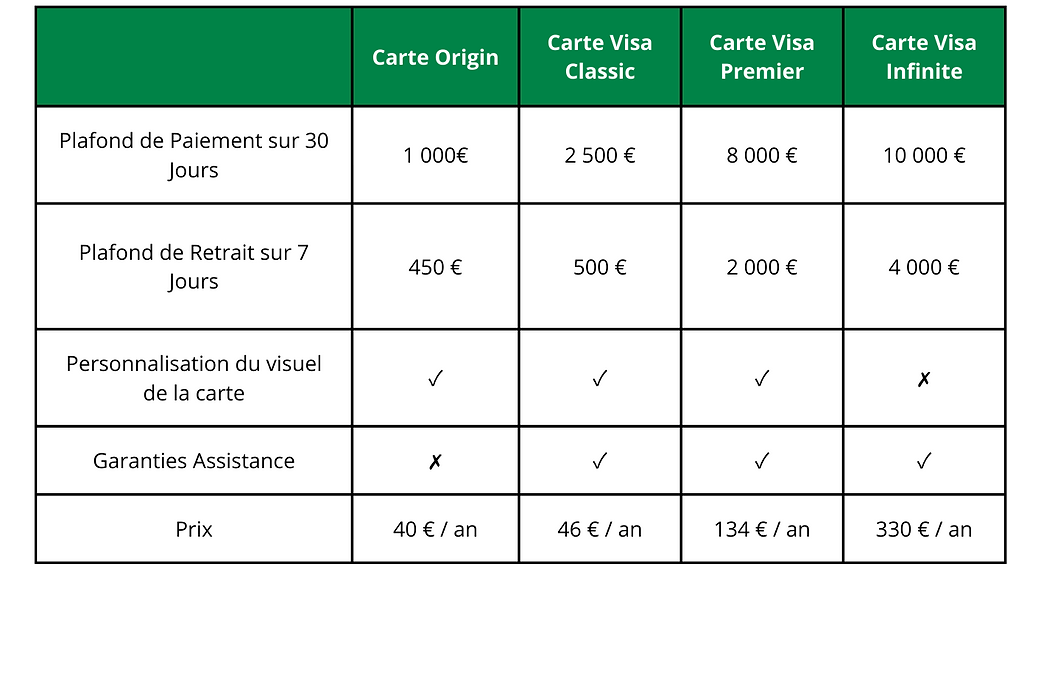 Carte Origin
Carte Visa
Classic
Carte Visa
Premier
Carte Visa
Infinite
Plafond de Paiement sur 30
Jours
1 000€
2 500 €
8 000 €
10 000 €
Plafond de Retrait sur 7
Jours
450 €
500 €
2 000 €
4 000 €
Personnalisation du visuel
de la carte
✓
✓
✓
✗
Garanties Assistance
✗
✓
✓
✓
Prix
40 € / an
46 € / an
134 € / an
330 € / an